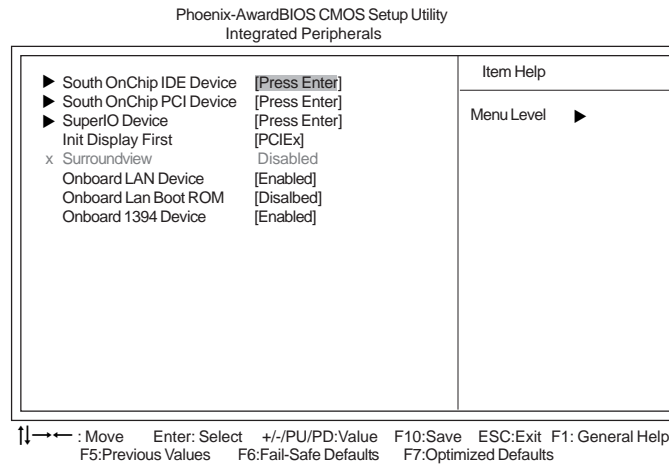 Phoenix-AwardBIOS CMOS Setup Utility
Integrated Peripherals
▶ South OnChip IDE Device [Press Enter]
▶ South OnChip PCI Device [Press Enter]
▶ SuperIO Device [Press Enter]
Init Display First [PCIEx]
x Surroundview Disabled
Onboard LAN Device [Enabled]
Onboard Lan Boot ROM [Disalbed]
Onboard 1394 Device [Enabled]
Item Help
Menu Level ▶
↑↓→← : Move Enter: Select +/-/PU/PD:Value F10:Save ESC:Exit F1: General Help
F5:Previous Values F6:Fail-Safe Defaults F7:Optimized Defaults